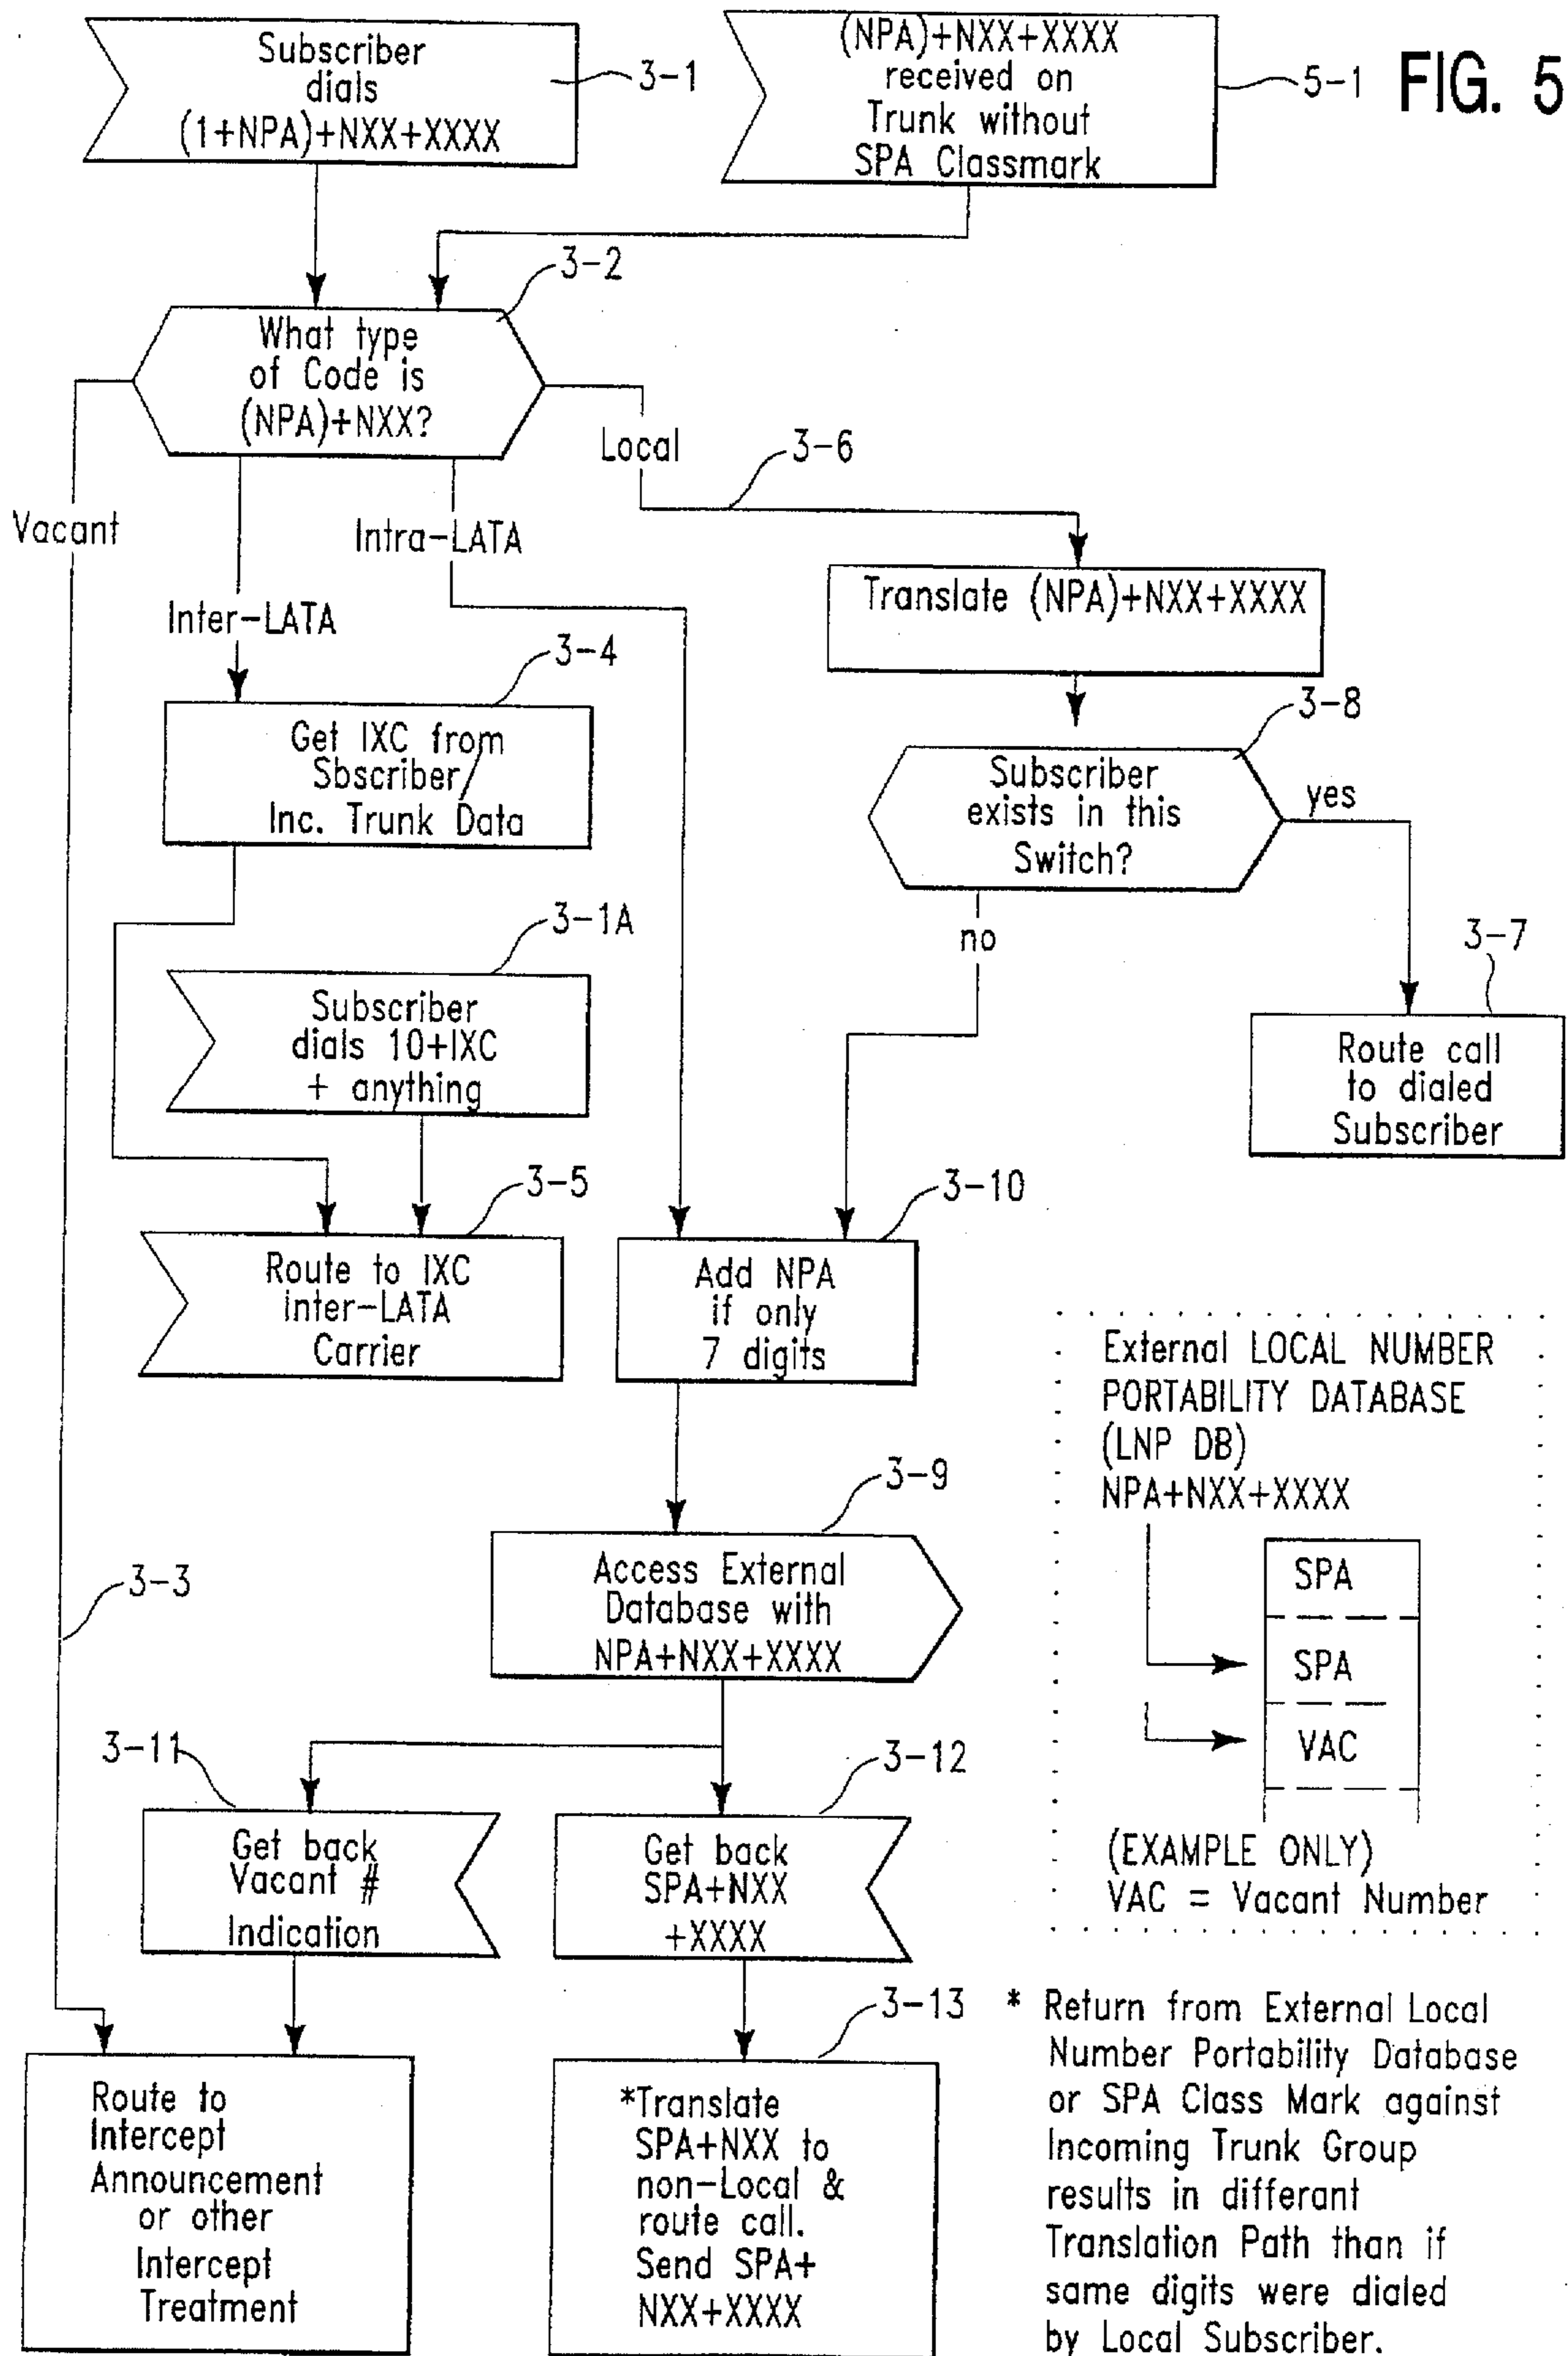 FIG. 5
Subscriber
dials
(1+NPA)+NXX+XXXX
3-1
(NPA)+NXX+XXXX
received on
Trunk without
SPA Classmark
5-1
3-2
What type
of Code is
(NPA)+NXX?
Vacant
Inter-LATA
Intra-LATA
Local
3-6
Translate (NPA)+NXX+XXXX
3-4
Get IXC from
Sbscriber/
Inc. Trunk Data
3-8
Subscriber
exists in this
Switch?
yes
no
3-7
Route call
to dialed
Subscriber
3-1A
Subscriber
dials 10+IXC
+ anything
3-5
Route to IXC
inter-LATA
Carrier
3-10
Add NPA
if only
7 digits
3-9
Access External
Database with
NPA+NXX+XXXX
3-3
External LOCAL NUMBER
PORTABILITY DATABASE
(LNP DB)
NPA+NXX+XXXX
SPA
SPA
VAC
(EXAMPLE ONLY)
VAC = Vacant Number
3-11
Get back
Vacant #
Indication
3-12
Get back
SPA+NXX
+XXXX
Route to
Intercept
Announcement
or other
Intercept
Treatment
3-13
*Translate
SPA+NXX to
non-Local &
route call.
Send SPA+
NXX+XXXX
* Return from External Local
Number Portability Database
or SPA Class Mark against
Incoming Trunk Group
results in differant
Translation Path than if
same digits were dialed
by Local Subscriber.